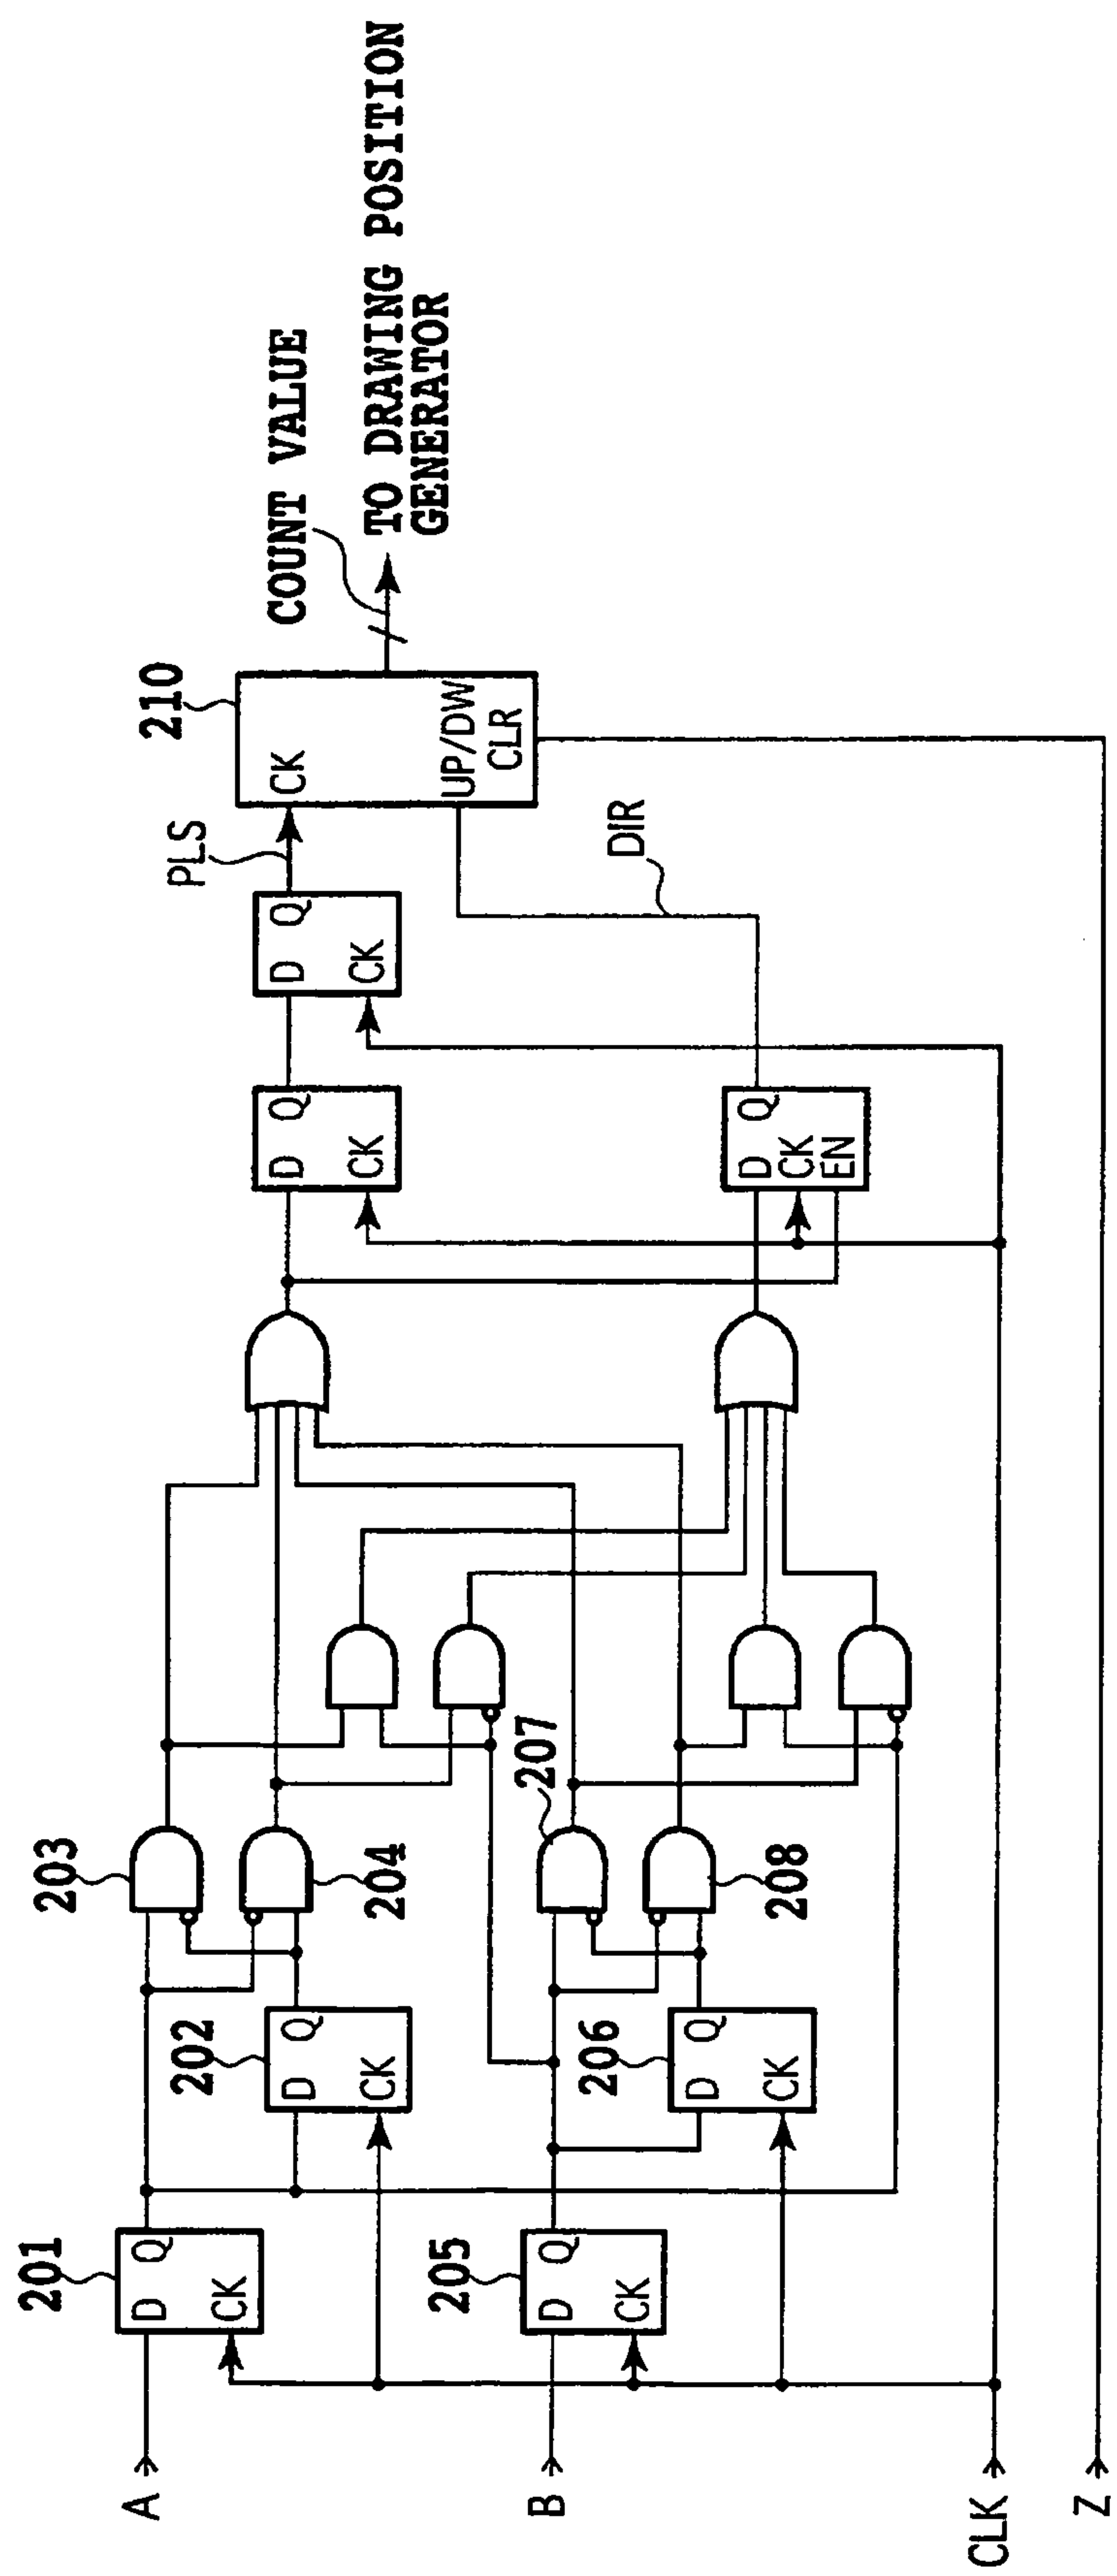 201
D Q
CK
A
202
D Q
CK
203
204
205
D Q
CK
B
206
D Q
CK
207
208
D Q
CK
D Q
CK
PLS
D Q
CK
EN
DIR
210
CK
UP/DW
CLR
COUNT VALUE
TO DRAWING POSITION
GENERATOR
CLK
Z